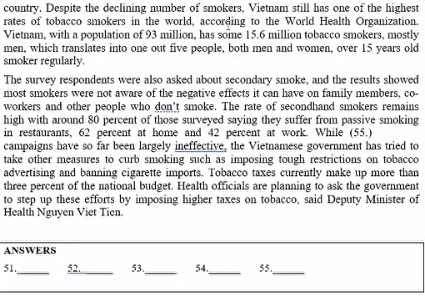 country. Despite the declining number of smokers, Vietnam still has one of the highest
rates of tobacco smokers in the world, according to the World Health Organization.
Vietnam, with a population of 93 million, has some 15.6 million tobacco smokers, mostly
men, which translates into one out five people, both men and women, over 15 years old
smoker regularly.
The survey respondents were also asked about secondary smoke, and the results showed
most smokers were not aware of the negative effects it can have on family members, co-
workers and other people who don't smoke. The rate of secondhand smokers remains
high with around 80 percent of those surveyed saying they suffer from passive smoking
in restaurants, 62 percent at home and 42 percent at work. While (55.)
campaigns have so far been largely ineffective, the Vietnamese government has tried to
take other measures to curb smoking such as imposing tough restrictions on tobacco
advertising and banning cigarette imports. Tobacco taxes currently make up more than
three percent of the national budget. Health officials are planning to ask the government
to step up these efforts by imposing higher taxes on tobacco, said Deputy Minister of
Health Nguyen Viet Tien.
ANSWERS
51.______ 52.______ 53.______ 54.______ 55.______